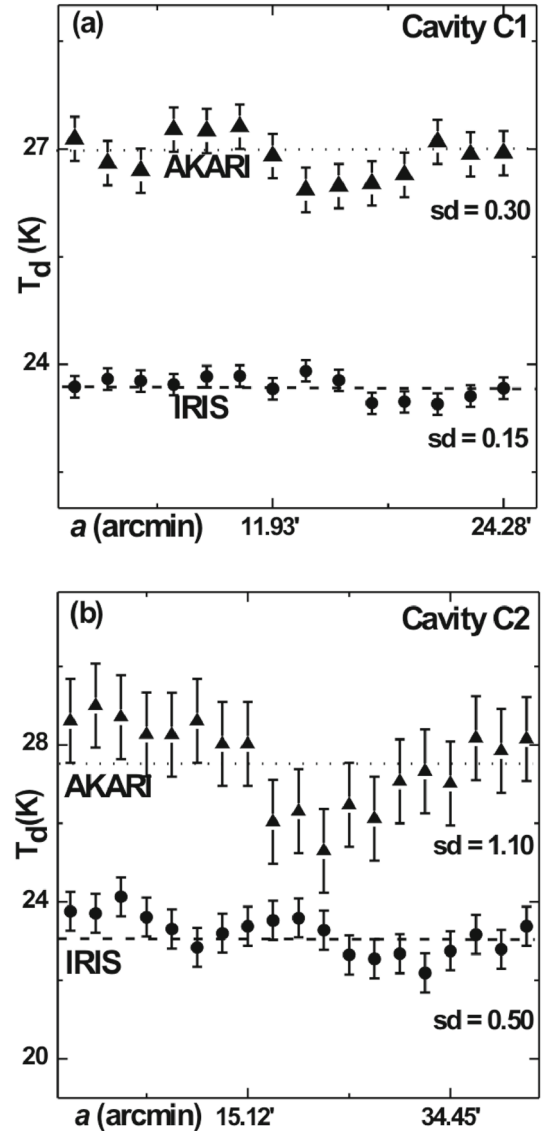 (a) Cavity C1
27
AKARI
sd = 0.30
T_d (K)
24
IRIS
sd = 0.15
a (arcmin) 11.93' 24.28'
(b) Cavity C2
28
AKARI
T_d(K)
sd = 1.10
24
IRIS
sd = 0.50
20
a (arcmin) 15.12' 34.45'